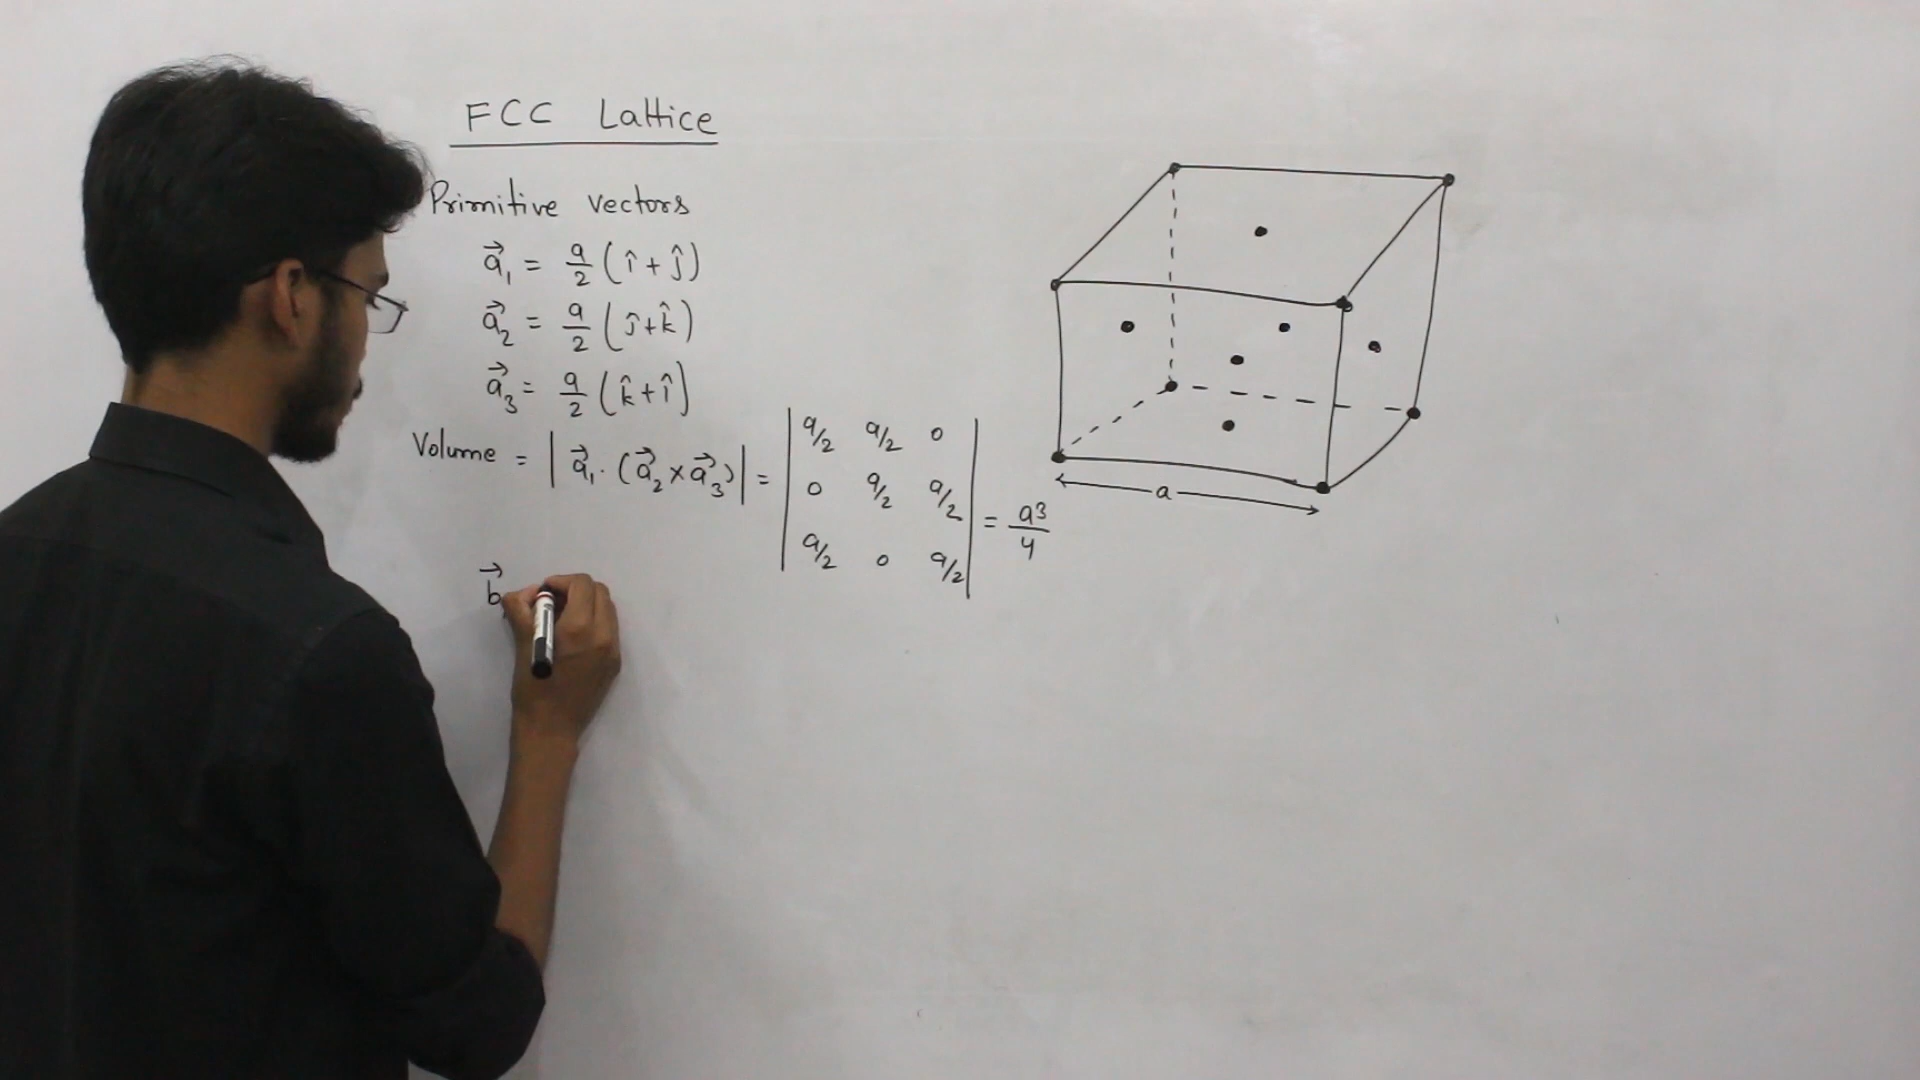 FCC Lattice
Primitive vectors
a⃗₁ = a/2 (î + ĵ)
a⃗₂ = a/2 (ĵ + k̂)
a⃗₃ = a/2 (k̂ + î)
Volume = | a⃗₁ . (a⃗₂ × a⃗₃) | = | a/2 a/2 0 |
| 0 a/2 a/2 | = a³/4
| a/2 0 a/2 |
b⃗
a